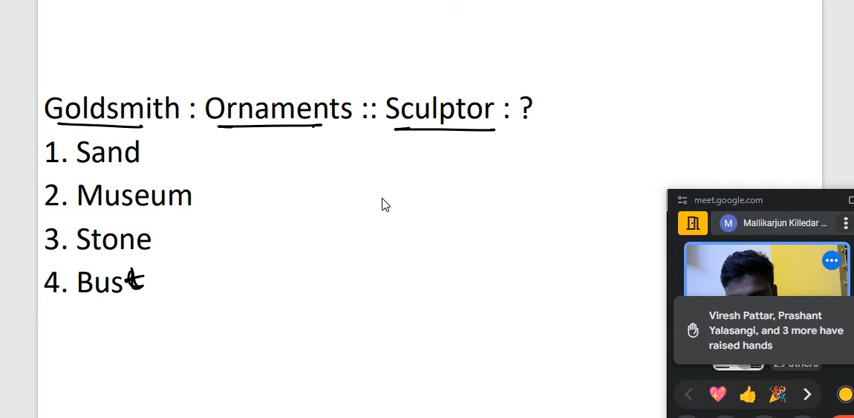 Goldsmith : Ornaments :: Sculptor : ?
1. Sand
2. Museum
3. Stone
4. Bust
meet.google.com
M Mallikarjun Killedar ...
Viresh Pattar, Prashant
Yalasangi, and 3 more have
raised hands